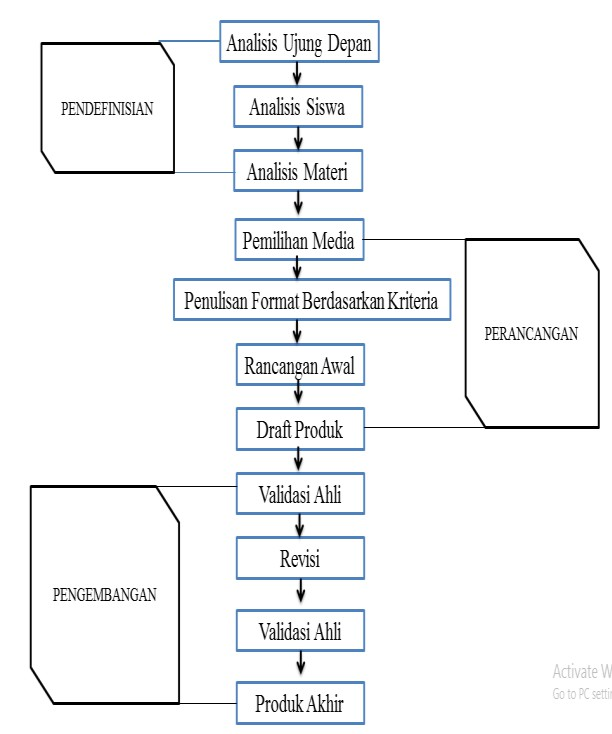 Analisis Ujung Depan
PENDEFINISIAN
Analisis Siswa
Analisis Materi
Pemilihan Media
Penulisan Format Berdasarkan Kriteria
PERANCANGAN
Rancangan Awal
Draft Produk
Validasi Ahli
Revisi
PENGEMBANGAN
Validasi Ahli
Produk Akhir
Activate W
Go to PC setti